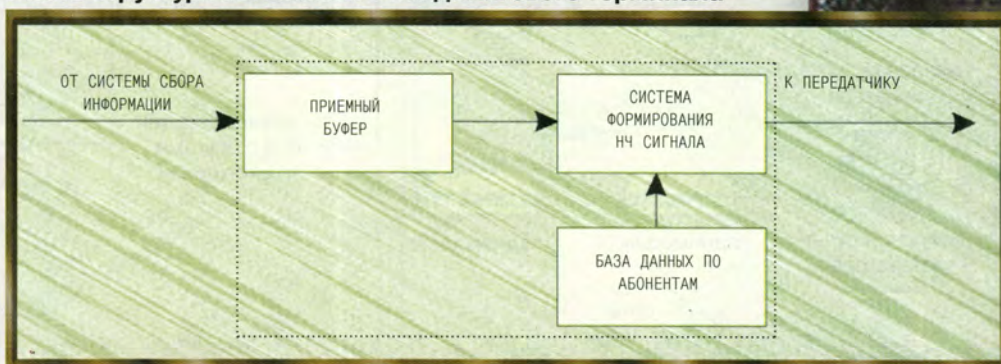 ОТ СИСТЕМЫ СБОРА
ИНФОРМАЦИИ
ПРИЕМНЫЙ
БУФЕР
СИСТЕМА
ФОРМИРОВАНИЯ
НЧ СИГНАЛА
К ПЕРЕДАТЧИКУ
БАЗА ДАННЫХ ПО
АБОНЕНТАМ